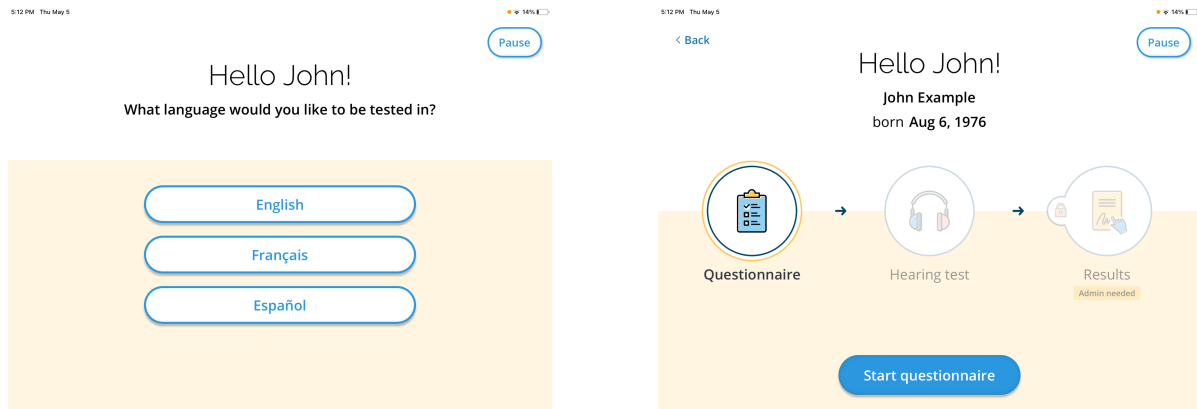 5:12 PM Thu May 5
14%
Pause
Hello John!
What language would you like to be tested in?
English
Français
Español
5:12 PM Thu May 5
14%
< Back
Pause
Hello John!
John Example
born Aug 6, 1976
Questionnaire
Hearing test
Results
Admin needed
Start questionnaire